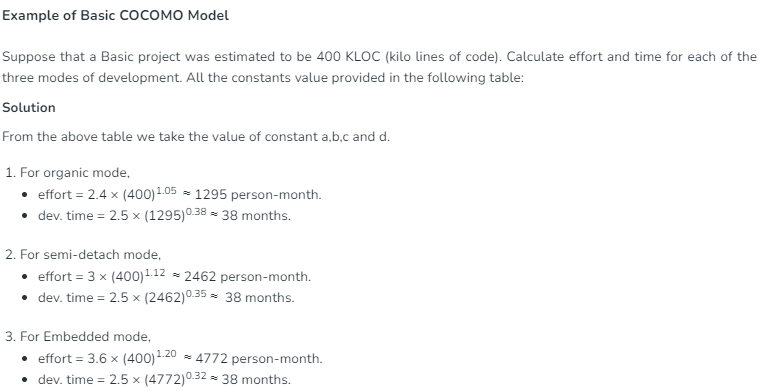 Example of Basic COCOMO Model
Suppose that a Basic project was estimated to be 400 KLOC (kilo lines of code). Calculate effort and time for each of the
three modes of development. All the constants value provided in the following table:
Solution
From the above table we take the value of constant a,b,c and d.
1. For organic mode,
• effort = 2.4 × (400)^1.05 ≈ 1295 person-month.
• dev. time = 2.5 × (1295)^0.38 ≈ 38 months.
2. For semi-detach mode,
• effort = 3 × (400)^1.12 ≈ 2462 person-month.
• dev. time = 2.5 × (2462)^0.35 ≈ 38 months.
3. For Embedded mode,
• effort = 3.6 × (400)^1.20 ≈ 4772 person-month.
• dev. time = 2.5 × (4772)^0.32 ≈ 38 months.